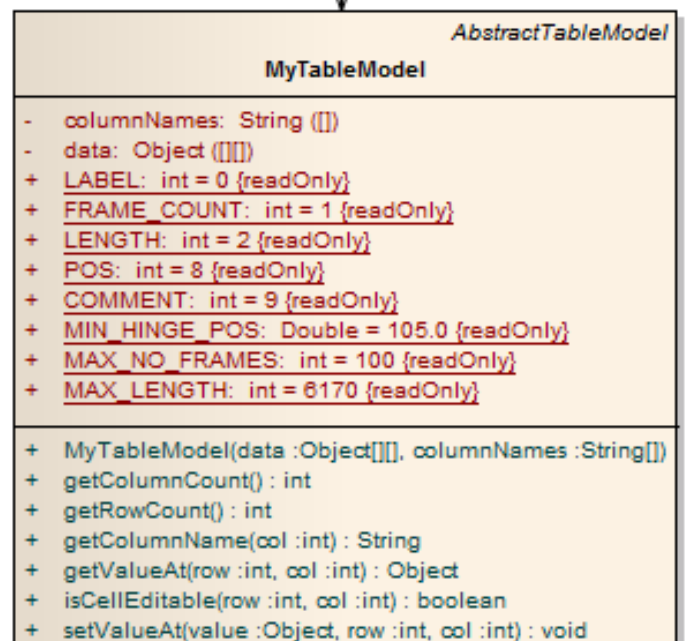 AbstractTableModel
MyTableModel
- columnNames: String ([])
- data: Object ([][])
+ LABEL: int = 0 {readOnly}
+ FRAME_COUNT: int = 1 {readOnly}
+ LENGTH: int = 2 {readOnly}
+ POS: int = 8 {readOnly}
+ COMMENT: int = 9 {readOnly}
+ MIN_HINGE_POS: Double = 105.0 {readOnly}
+ MAX_NO_FRAMES: int = 100 {readOnly}
+ MAX_LENGTH: int = 6170 {readOnly}
+ MyTableModel(data :Object[][], columnNames :String[])
+ getColumnCount() : int
+ getRowCount() : int
+ getColumnName(col :int) : String
+ getValueAt(row :int, col :int) : Object
+ isCellEditable(row :int, col :int) : boolean
+ setValueAt(value :Object, row :int, col :int) : void